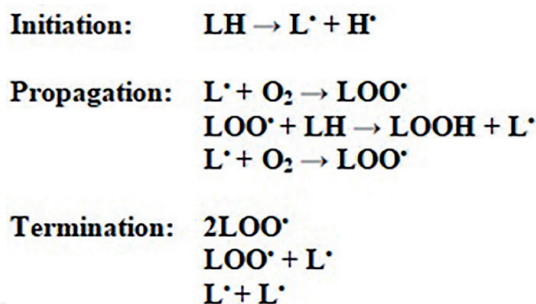 Initiation: LH → L• + H•
Propagation: L• + O₂ → LOO•
LOO• + LH → LOOH + L•
L• + O₂ → LOO•
Termination: 2LOO•
LOO• + L•
L• + L•